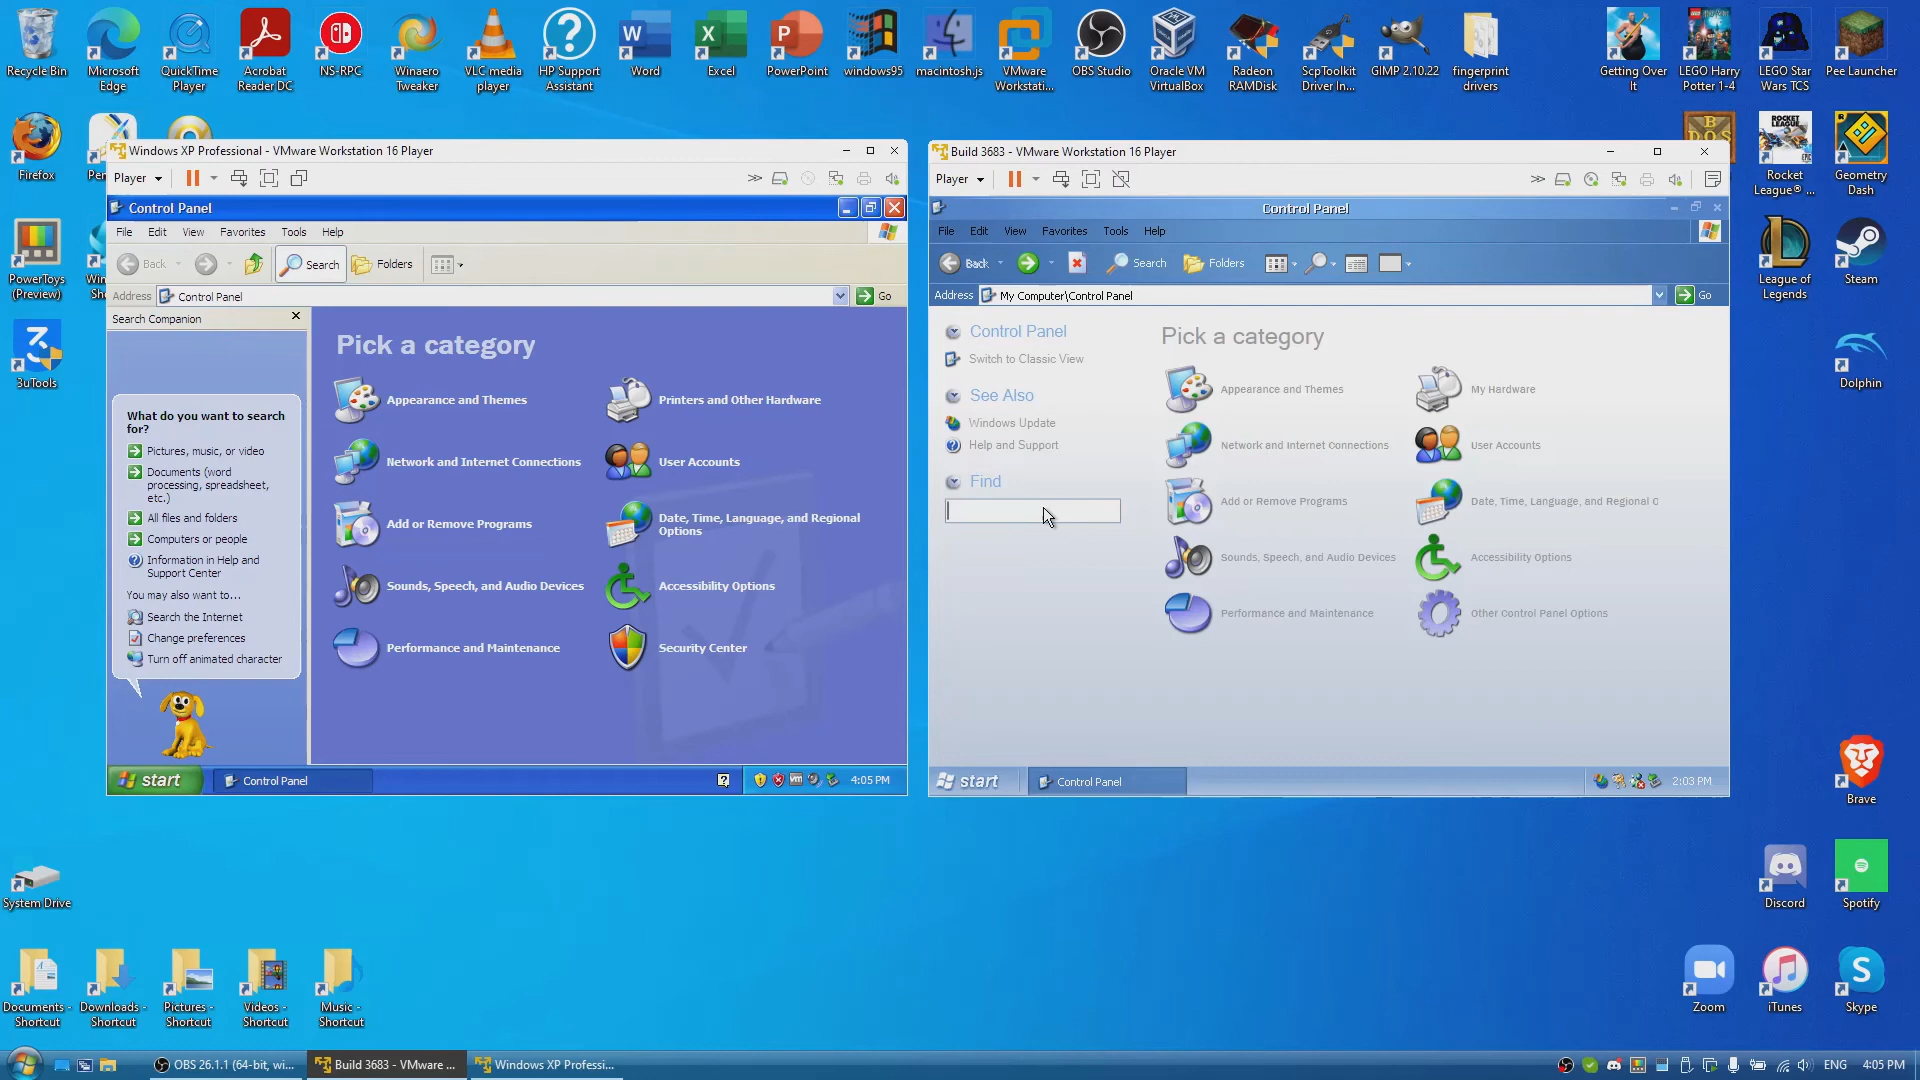 Recycle Bin
Microsoft
Edge
QuickTime
Player
Acrobat
Reader DC
NS-RPC
Winaero
Tweaker
VLC media
player
HP Support
Assistant
Word
Excel
PowerPoint
windows95
macintosh.js
VMware
Workstati...
OBS Studio
Oracle VM
VirtualBox
Radeon
RAMDisk
ScpToolkit
Driver In...
GIMP 2.10.22
fingerprint
drivers
Getting Over
It
LEGO Harry
Potter 1-4
LEGO Star
Wars TCS
Pee Launcher
Firefox
Rocket
League® ...
Geometry
Dash
PowerToys
(Preview)
League of
Legends
Steam
3uTools
Dolphin
Windows XP Professional - VMware Workstation 16 Player
Player
Control Panel
File Edit View Favorites Tools Help
Back Search Folders
Address Control Panel Go
Search Companion
What do you want to search
for?
Pictures, music, or video
Documents (word
processing, spreadsheet,
etc.)
All files and folders
Computers or people
Information in Help and
Support Center
You may also want to...
Search the Internet
Change preferences
Turn off animated character
Pick a category
Appearance and Themes
Printers and Other Hardware
Network and Internet Connections
User Accounts
Add or Remove Programs
Date, Time, Language, and Regional
Options
Sounds, Speech, and Audio Devices
Accessibility Options
Performance and Maintenance
Security Center
start Control Panel 4:05 PM
Build 3683 - VMware Workstation 16 Player
Player
Control Panel
File Edit View Favorites Tools Help
Back Search Folders
Address My Computer\Control Panel Go
Control Panel
Switch to Classic View
See Also
Windows Update
Help and Support
Find
Pick a category
Appearance and Themes
My Hardware
Network and Internet Connections
User Accounts
Add or Remove Programs
Date, Time, Language, and Regional O
Sounds, Speech, and Audio Devices
Accessibility Options
Performance and Maintenance
Other Control Panel Options
start Control Panel 2:03 PM
Brave
System Drive
Discord
Spotify
Documents -
Shortcut
Downloads -
Shortcut
Pictures -
Shortcut
Videos -
Shortcut
Music -
Shortcut
Zoom
iTunes
Skype
OBS 26.1.1 (64-bit, wi...
Build 3683 - VMware ...
Windows XP Professi...
ENG 4:05 PM